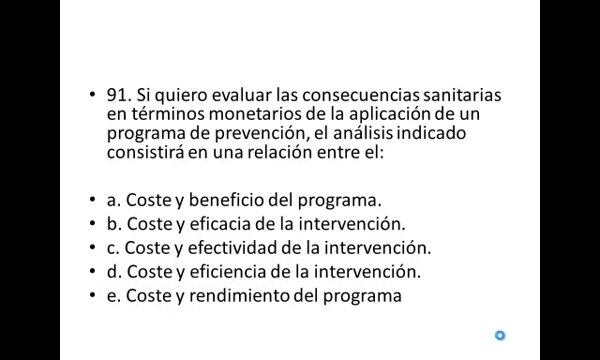 • 91. Si quiero evaluar las consecuencias sanitarias
en términos monetarios de la aplicación de un
programa de prevención, el análisis indicado
consistirá en una relación entre el:
• a. Coste y beneficio del programa.
• b. Coste y eficacia de la intervención.
• c. Coste y efectividad de la intervención.
• d. Coste y eficiencia de la intervención.
• e. Coste y rendimiento del programa